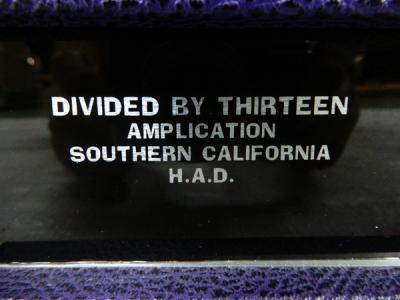 DIVIDED BY THIRTEEN
AMPLICATION
SOUTHERN CALIFORNIA
H.A.D.